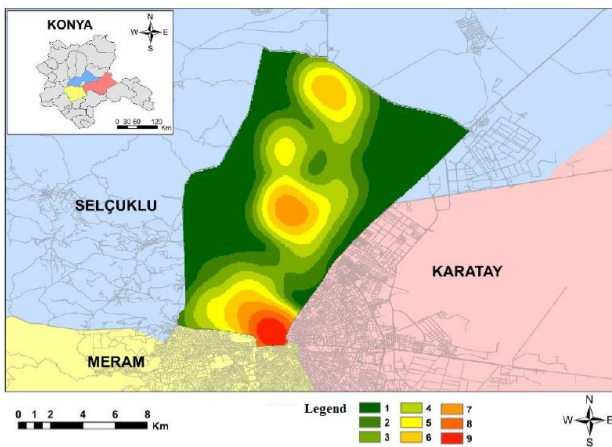 KONYA
N
W E
S
0 30 60 120
Km
SELÇUKLU
KARATAY
MERAM
0 1 2 4 6 8
Km
Legend
1 4 7
2 5 8
3 6 9
N
W E
S